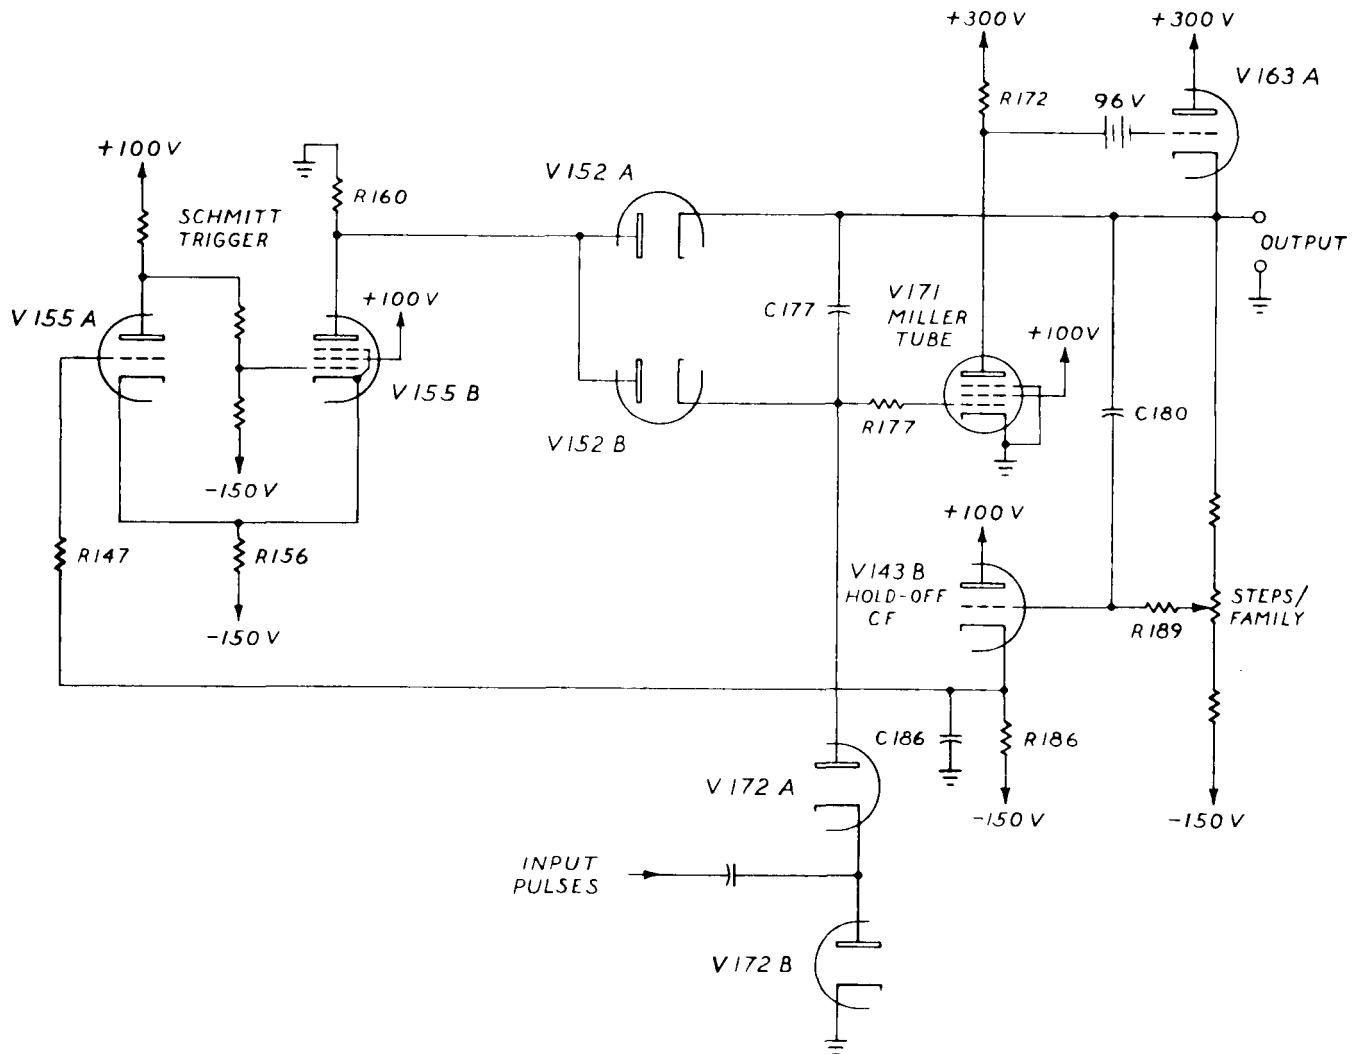 +300 V
+300 V
V163 A
R172
96 V
+100 V
SCHMITT
TRIGGER
R160
V152 A
OUTPUT
V155 A
+100 V
V155 B
C177
V171
MILLER
TUBE
+100V
V152 B
R177
C180
-150 V
R147
R156
-150 V
+100 V
V143 B
HOLD-OFF
CF
R189
STEPS/
FAMILY
C186
R186
V172 A
-150 V
-150 V
INPUT
PULSES
V172 B